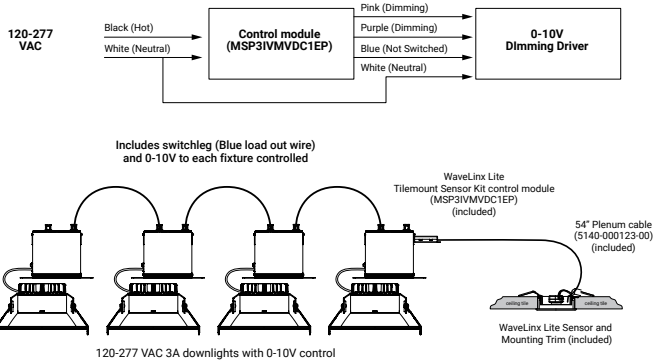 120-277
VAC
Black (Hot)
White (Neutral)
Control module
(MSP3IVMVDC1EP)
Pink (Dimming)
Purple (Dimming)
Blue (Not Switched)
White (Neutral)
0-10V
DImming Driver
Includes switchleg (Blue load out wire)
and 0-10V to each fixture controlled
WaveLinx Lite
Tilemount Sensor Kit control module
(MSP3IVMVDC1EP)
(included)
54” Plenum cable
(5140-000123-00)
(included)
ceiling tile
ceiling tile
WaveLinx Lite Sensor and
Mounting Trim (included)
120-277 VAC 3A downlights with 0-10V control